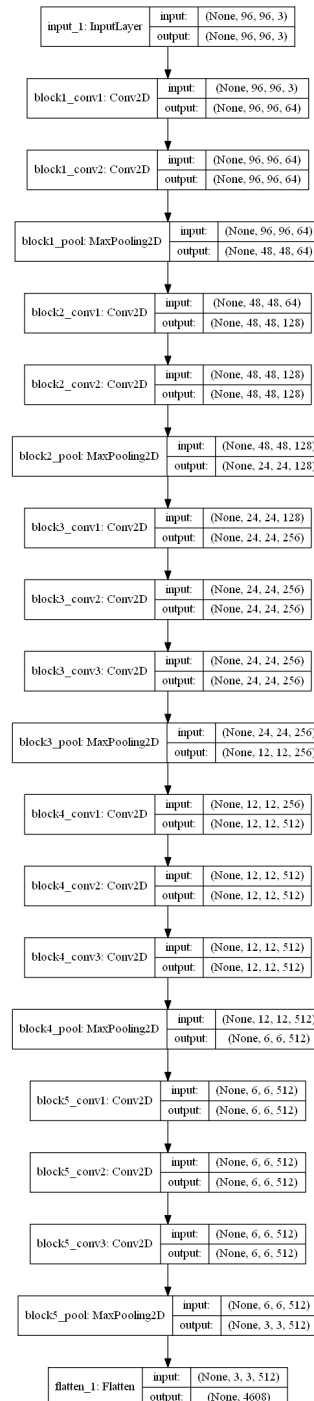 input_1: InputLayer
input: (None, 96, 96, 3)
output: (None, 96, 96, 3)
block1_conv1: Conv2D
input: (None, 96, 96, 3)
output: (None, 96, 96, 64)
block1_conv2: Conv2D
input: (None, 96, 96, 64)
output: (None, 96, 96, 64)
block1_pool: MaxPooling2D
input: (None, 96, 96, 64)
output: (None, 48, 48, 64)
block2_conv1: Conv2D
input: (None, 48, 48, 64)
output: (None, 48, 48, 128)
block2_conv2: Conv2D
input: (None, 48, 48, 128)
output: (None, 48, 48, 128)
block2_pool: MaxPooling2D
input: (None, 48, 48, 128)
output: (None, 24, 24, 128)
block3_conv1: Conv2D
input: (None, 24, 24, 128)
output: (None, 24, 24, 256)
block3_conv2: Conv2D
input: (None, 24, 24, 256)
output: (None, 24, 24, 256)
block3_conv3: Conv2D
input: (None, 24, 24, 256)
output: (None, 24, 24, 256)
block3_pool: MaxPooling2D
input: (None, 24, 24, 256)
output: (None, 12, 12, 256)
block4_conv1: Conv2D
input: (None, 12, 12, 256)
output: (None, 12, 12, 512)
block4_conv2: Conv2D
input: (None, 12, 12, 512)
output: (None, 12, 12, 512)
block4_conv3: Conv2D
input: (None, 12, 12, 512)
output: (None, 12, 12, 512)
block4_pool: MaxPooling2D
input: (None, 12, 12, 512)
output: (None, 6, 6, 512)
block5_conv1: Conv2D
input: (None, 6, 6, 512)
output: (None, 6, 6, 512)
block5_conv2: Conv2D
input: (None, 6, 6, 512)
output: (None, 6, 6, 512)
block5_conv3: Conv2D
input: (None, 6, 6, 512)
output: (None, 6, 6, 512)
block5_pool: MaxPooling2D
input: (None, 6, 6, 512)
output: (None, 3, 3, 512)
flatten_1: Flatten
input: (None, 3, 3, 512)
output: (None, 4608)